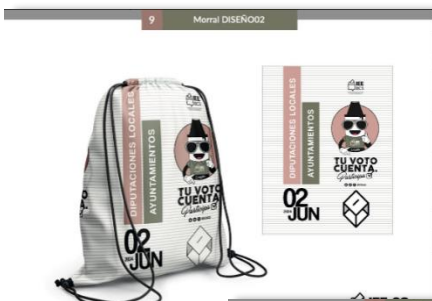 9 Morral DISEÑO02
DIPUTACIONES LOCALES
AYUNTAMIENTOS
TU VOTO
CUENTA.
02
JUN
IEE
DIPUTACIONES LOCALES
AYUNTAMIENTOS
TU VOTO
CUENTA.
02
JUN